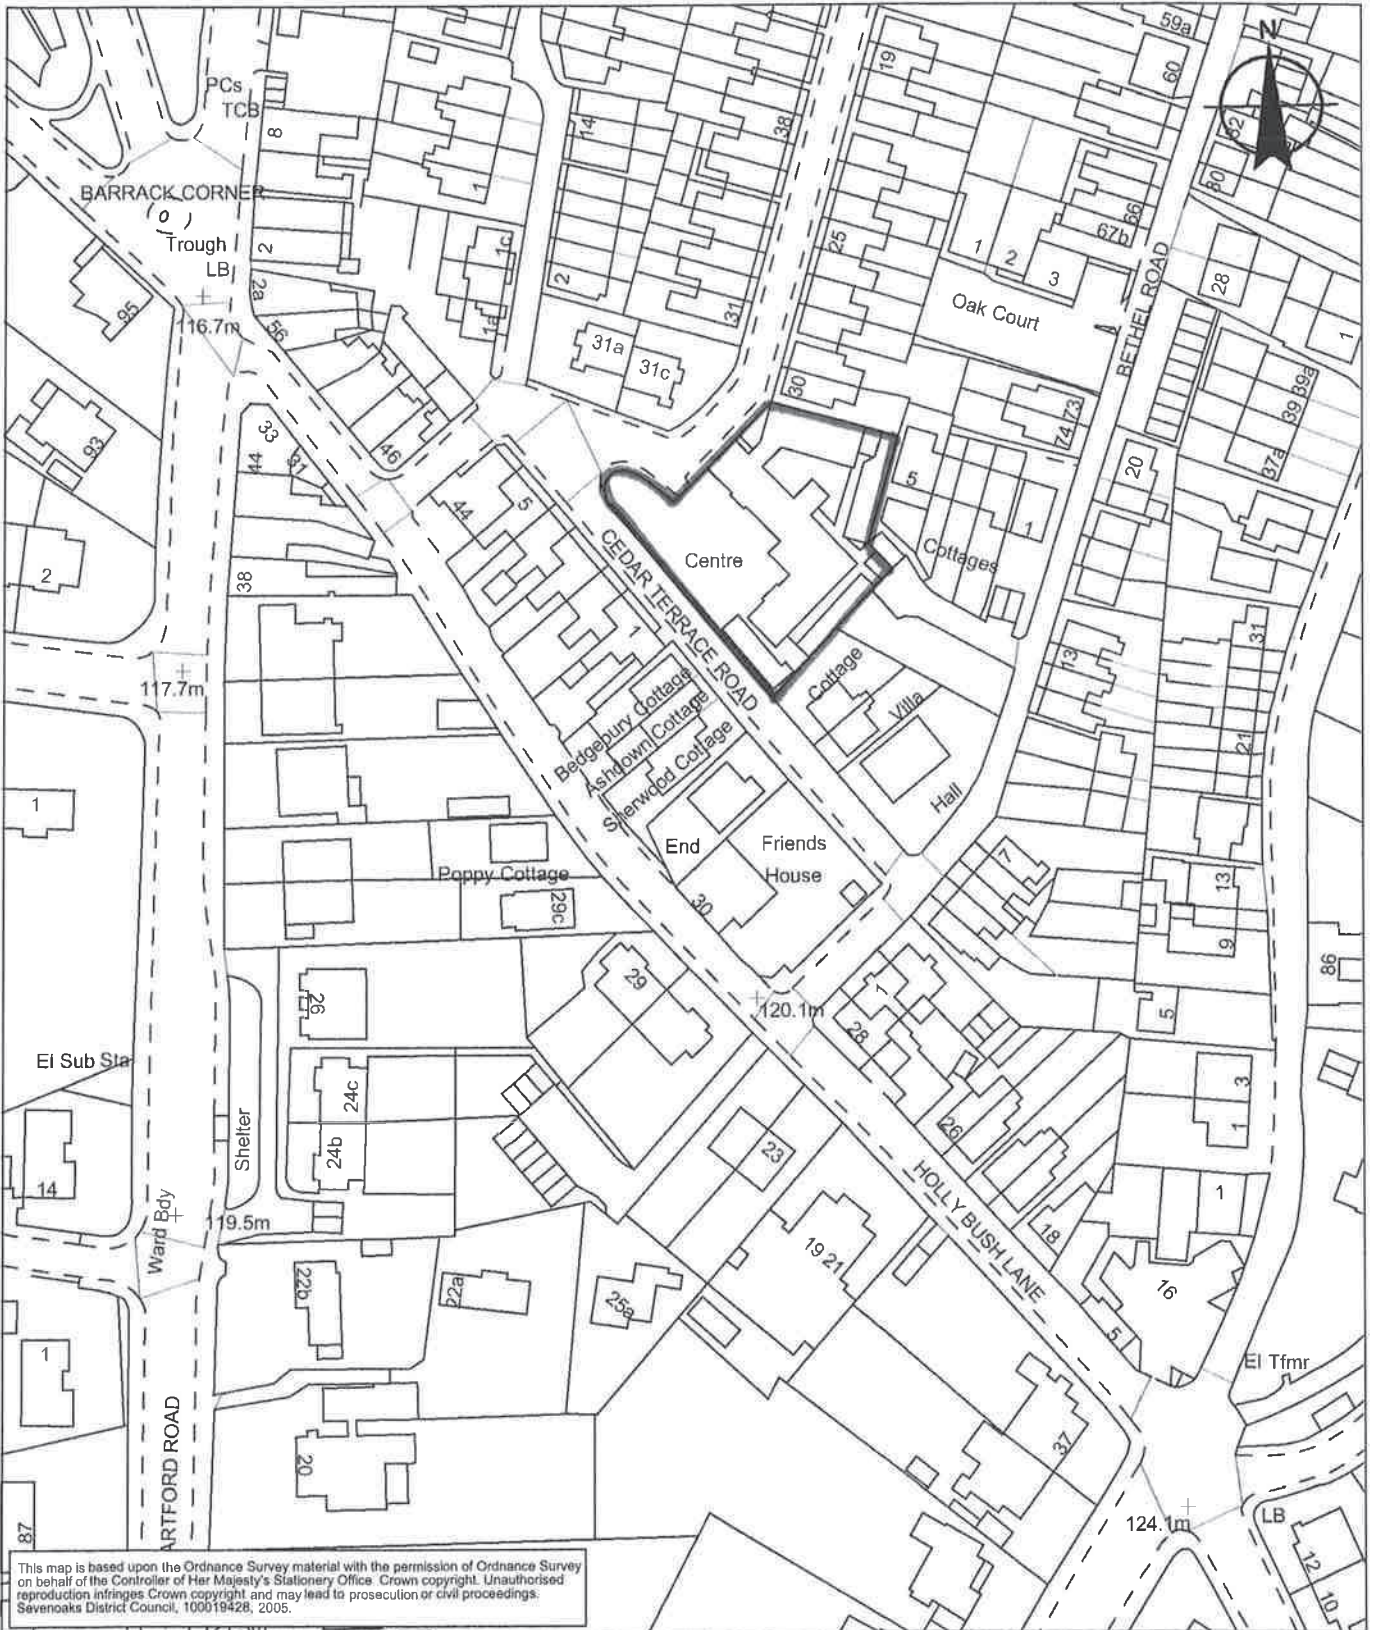 59a
N
60
19
PCs
TCB
8
14
38
62
80
1
BARRACK CORNER
Trough
LB
2
1c
2
25
66
67b
1
2
3
28
2a
1a
31
Oak Court
BETHEL ROAD
95
116.7m
56
31a
31c
1
30
39a
39
37a
74
73
93
33
44
31
46
20
5
44
5
1
CEDAR TERRACE ROAD
Centre
Cottages
2
38
1
13
31
117.7m
Cottage
Villa
Bedgebury Cottage
Ashdown Cottage
Sherwood Cottage
21
1
Hall
End
Friends
House
7
Poppy Cottage
29c
30
13
9
86
29
26
1
28
5
120.1m
El Sub Sta
24c
3
1
Shelter
24b
26
23
14
HOLLY BUSH LANE
1
18
Ward Bdy
119.5m
19 21
16
22b
22a
25a
5
1
El Tfmr
ARTFORD ROAD
20
37
87
124.1m
LB
12
10
This map is based upon the Ordnance Survey material with the permission of Ordnance Survey
on behalf of the Controller of Her Majesty's Stationery Office. Crown copyright. Unauthorised
reproduction infringes Crown copyright and may lead to prosecution or civil proceedings.
Sevenoaks District Council, 100019428, 2005.